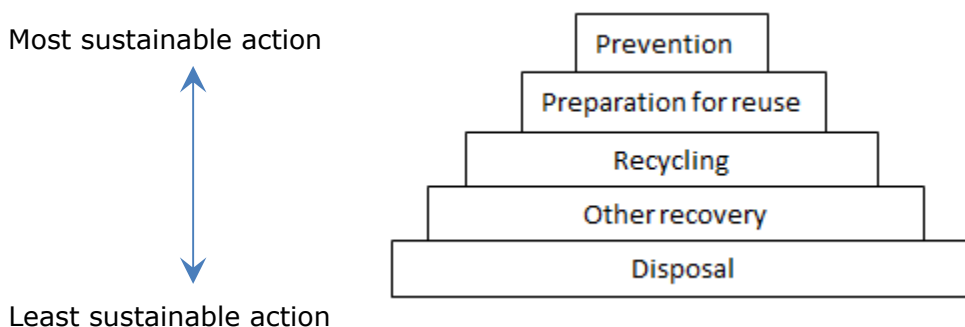 Most sustainable action
Prevention
Preparation for reuse
Recycling
Other recovery
Disposal
Least sustainable action